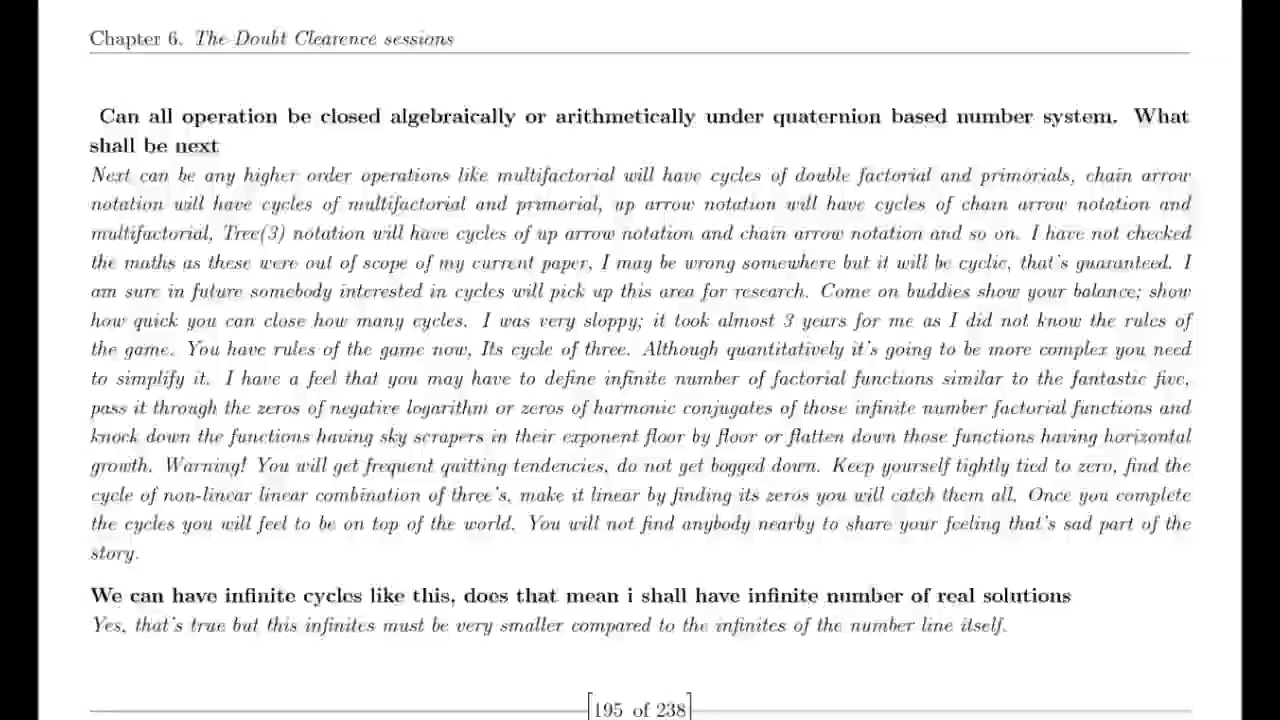 Chapter 6. The Doubt Clearence sessions
Can all operation be closed algebraically or arithmetically under quaternion based number system. What
shall be next
Next can be any higher order operations like multifactorial will have cycles of double factorial and primorials, chain arrow
notation will have cycles of multifactorial and primorial, up arrow notation will have cycles of chain arrow notation and
multifactorial, Tree(3) notation will have cycles of up arrow notation and chain arrow notation and so on. I have not checked
the maths as these were out of scope of my current paper, I may be wrong somewhere but it will be cyclic, that's guaranteed. I
am sure in future somebody interested in cycles will pick up this area for research. Come on buddies show your balance; show
how quick you can close how many cycles. I was very sloppy; it took almost 3 years for me as I did not know the rules of
the game. You have rules of the game now, Its cycle of three. Although quantitatively it's going to be more complex you need
to simplify it. I have a feel that you may have to define infinite number of factorial functions similar to the fantastic five,
pass it through the zeros of negative logarithm or zeros of harmonic conjugates of those infinite number factorial functions and
knock down the functions having sky scrapers in their exponent floor by floor or flatten down those functions having horizontal
growth. Warning! You will get frequent quitting tendencies, do not get bogged down. Keep yourself tightly tied to zero, find the
cycle of non-linear linear combination of three's, make it linear by finding its zeros you will catch them all. Once you complete
the cycles you will feel to be on top of the world. You will not find anybody nearby to share your feeling that's sad part of the
story.
We can have infinite cycles like this, does that mean i shall have infinite number of real solutions
Yes, that's true but this infinites must be very smaller compared to the infinites of the number line itself.
[195 of 238]